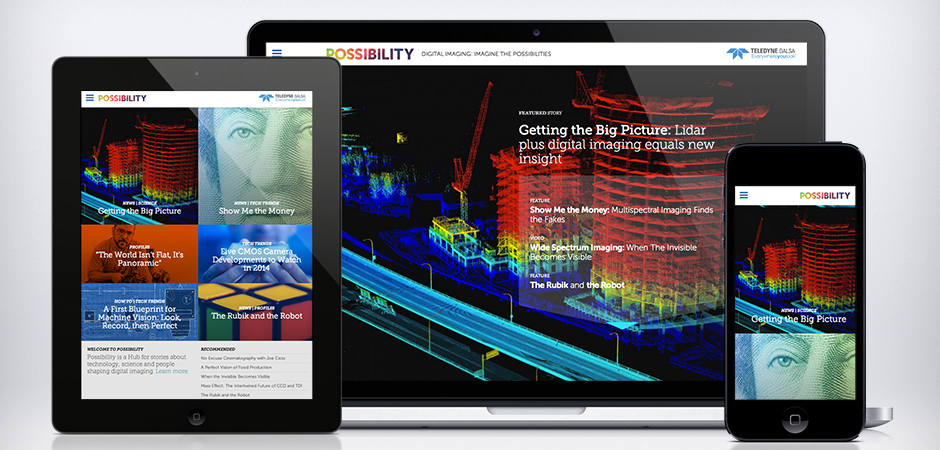 POSSIBILITY
DIGITAL IMAGING: IMAGINE THE POSSIBILITIES
TELEDYNE DALSA
Everywhereyoulook
FEATURED STORY
Getting the Big Picture: Lidar
plus digital imaging equals new
insight
FEATURE
Show Me the Money: Multispectral Imaging Finds
the Fakes
VIDEO
Wide Spectrum Imaging: When The Invisible
Becomes Visible
FEATURE
The Rubik and the Robot
POSSIBILITY
TELEDYNE DALSA
Everywhereyoulook
NEWS | SCIENCE
Getting the Big Picture
NEWS | TECH TRENDS
Show Me the Money
PROFILES
"The World Isn't Flat, It's
Panoramic"
TECH TRENDS
Five CMOS Camera
Developments to Watch
in 2014
HOW TO | TECH TRENDS
A First Blueprint for
Machine Vision: Look,
Record, then Perfect
NEWS | PROFILES
The Rubik and the Robot
WELCOME TO POSSIBILITY
Possibility is a Hub for stories about
technology, science and people
shaping digital imaging. Learn more.
RECOMMENDED
No Excuse Cinematography with Joe Cicio
A Perfect Vision of Food Production
When the Invisible Becomes Visible
Mass Effect: The Intertwined Future of CCD and TDI
The Rubik and the Robot
POSSIBILITY
NEWS | SCIENCE
Getting the Big Picture